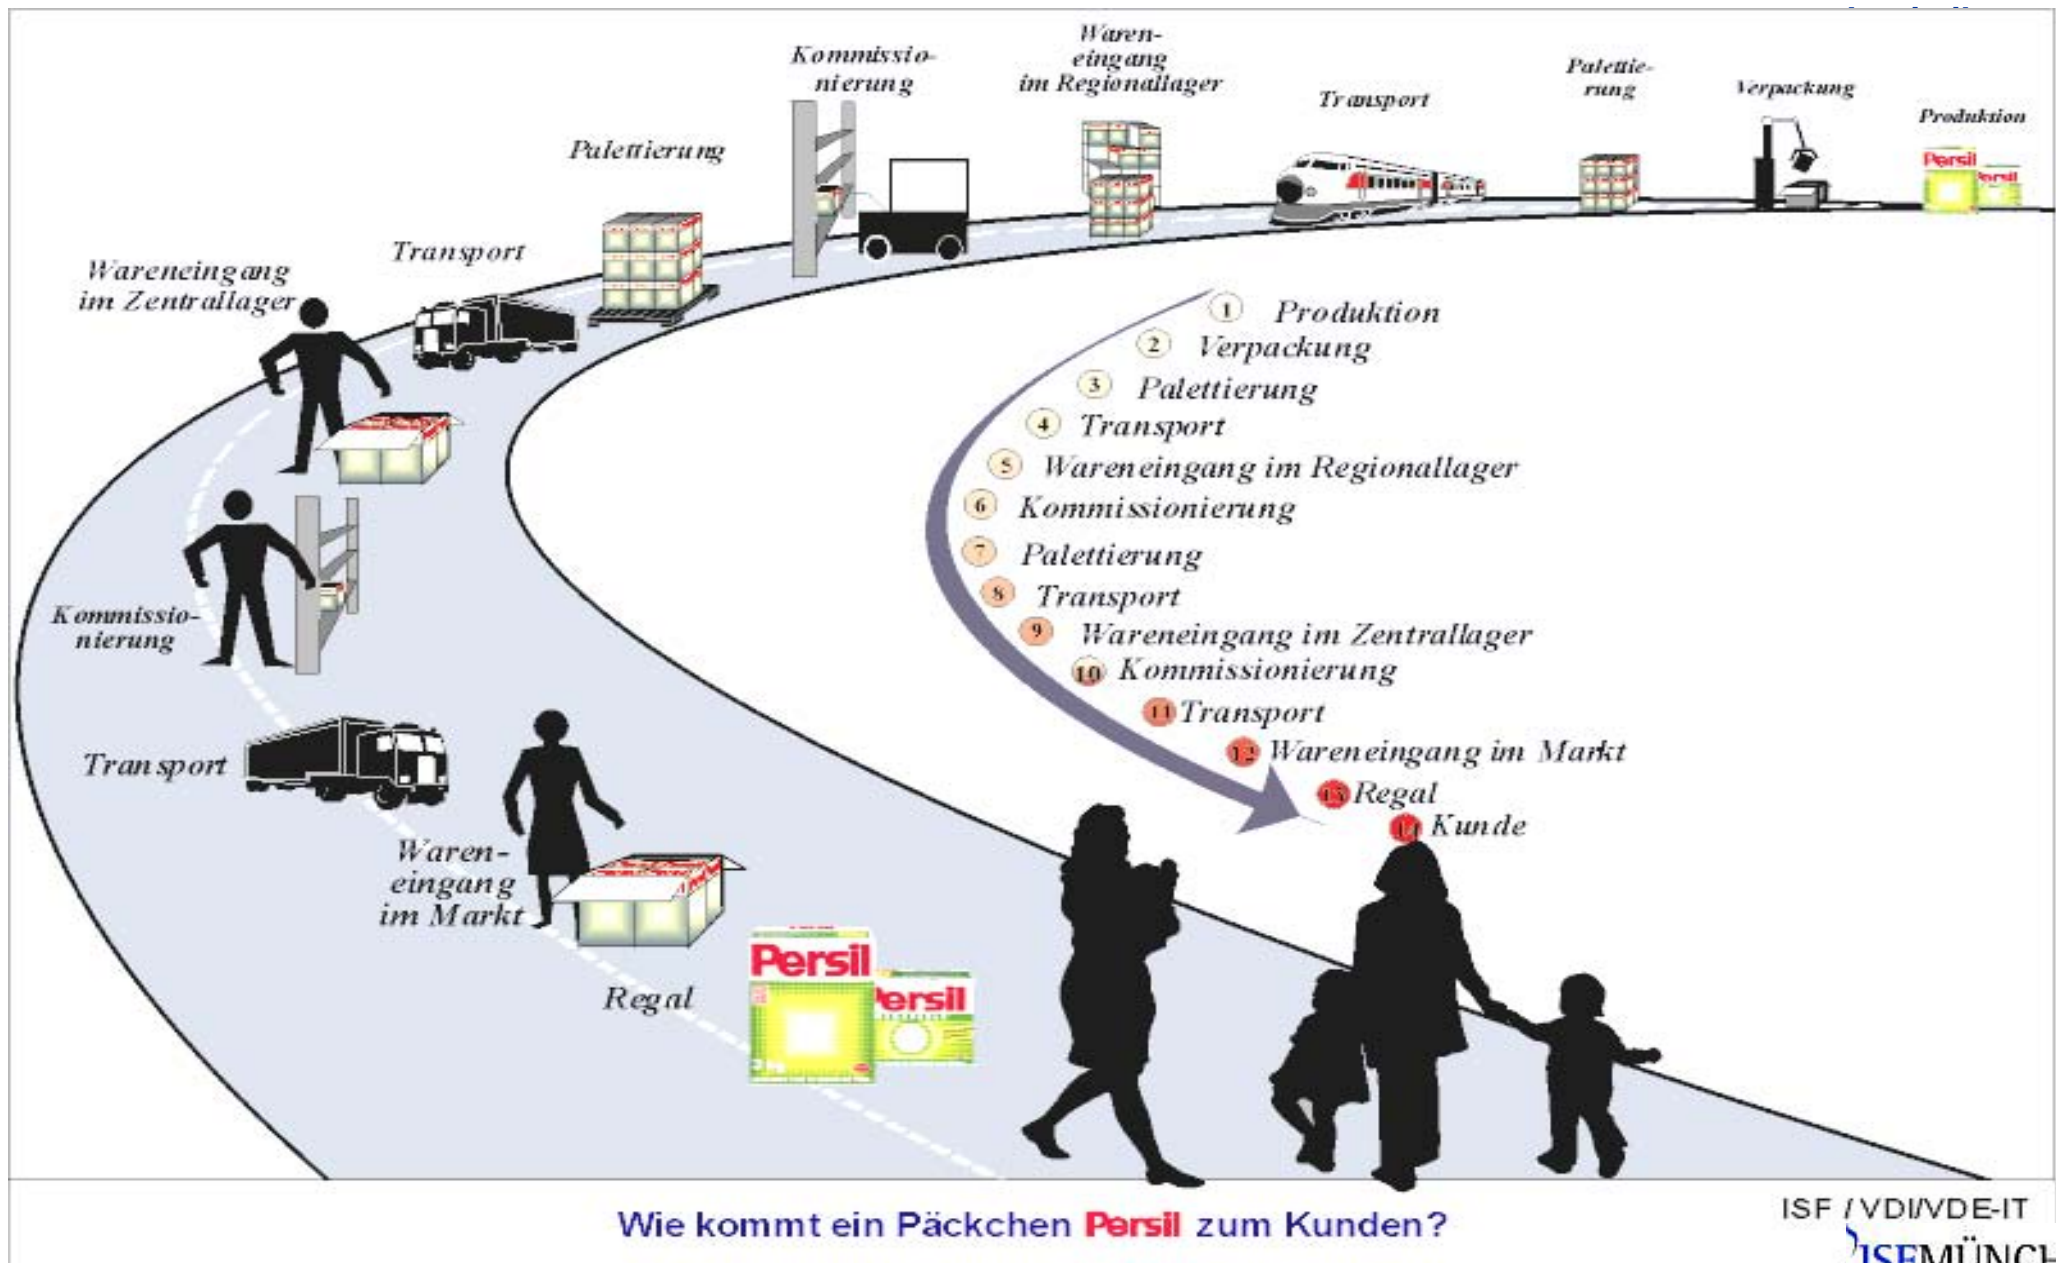 Kommissio-
nierung
Waren-
eingang
im Regionallager
Transport
Palettie-
rung
Verpackung
Produktion
Persil
Persil
Palettierung
Transport
Wareneingang
im Zentrallager
1 Produktion
2 Verpackung
3 Palettierung
4 Transport
5 Wareneingang im Regionallager
6 Kommissionierung
7 Palettierung
8 Transport
9 Wareneingang im Zentrallager
10 Kommissionierung
11 Transport
12 Wareneingang im Markt
13 Regal
Kunde
Kommissio-
nierung
Transport
Waren-
eingang
im Markt
Regal
Persil
Persil
Wie kommt ein Päckchen Persil zum Kunden?
ISF / VDI/VDE-IT
ISFMÜNCH